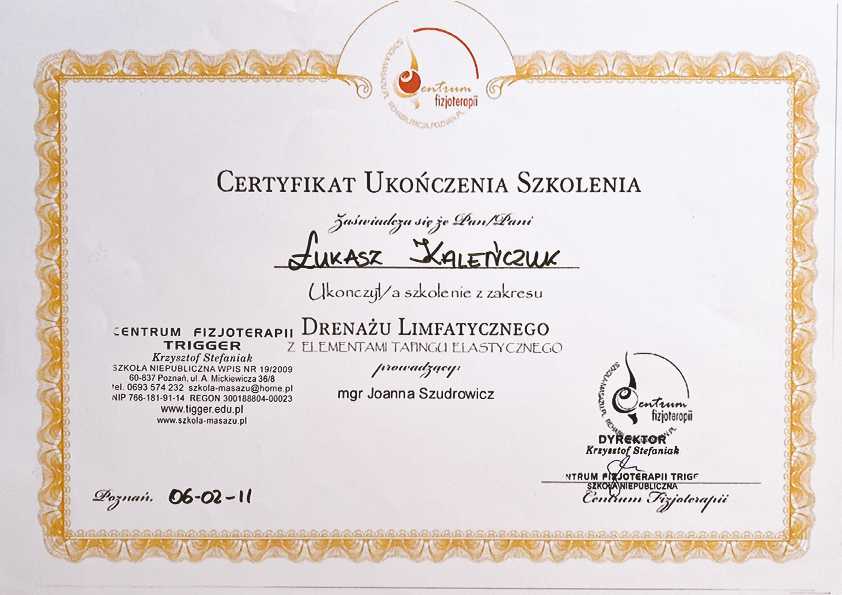 Centrum
fizjoterapii
CERTYFIKAT UKOŃCZENIA SZKOLENIA
Zaświadcza się że Pan/Pani
ŁUKASZ KALEŃCZUK
Ukończył/a szkolenie z zakresu
DRENAŻU LIMFATYCZNEGO
Z ELEMENTAMI TAPINGU ELASTYCZNEGO
prowadzący:
mgr Joanna Szudrowicz
CENTRUM FIZJOTERAPII
TRIGGER
Krzysztof Stefaniak
SZKOŁA NIEPUBLICZNA WPIS NR 19/2009
60-837 Poznań, ul. A. Mickiewicza 36/8
tel. 0693 574 232 szkola-masazu@home.pl
NIP 766-181-91-14 REGON 300188804-00023
www.tigger.edu.pl
www.szkola-masazu.pl
Centrum
fizjoterapii
DYREKTOR
Krzysztof Stefaniak
NTRUM FIZJOTERAPII TRIGG
SZKOŁA NIEPUBLICZNA
Centrum Fizjoterapii
Poznań, 06-02-11